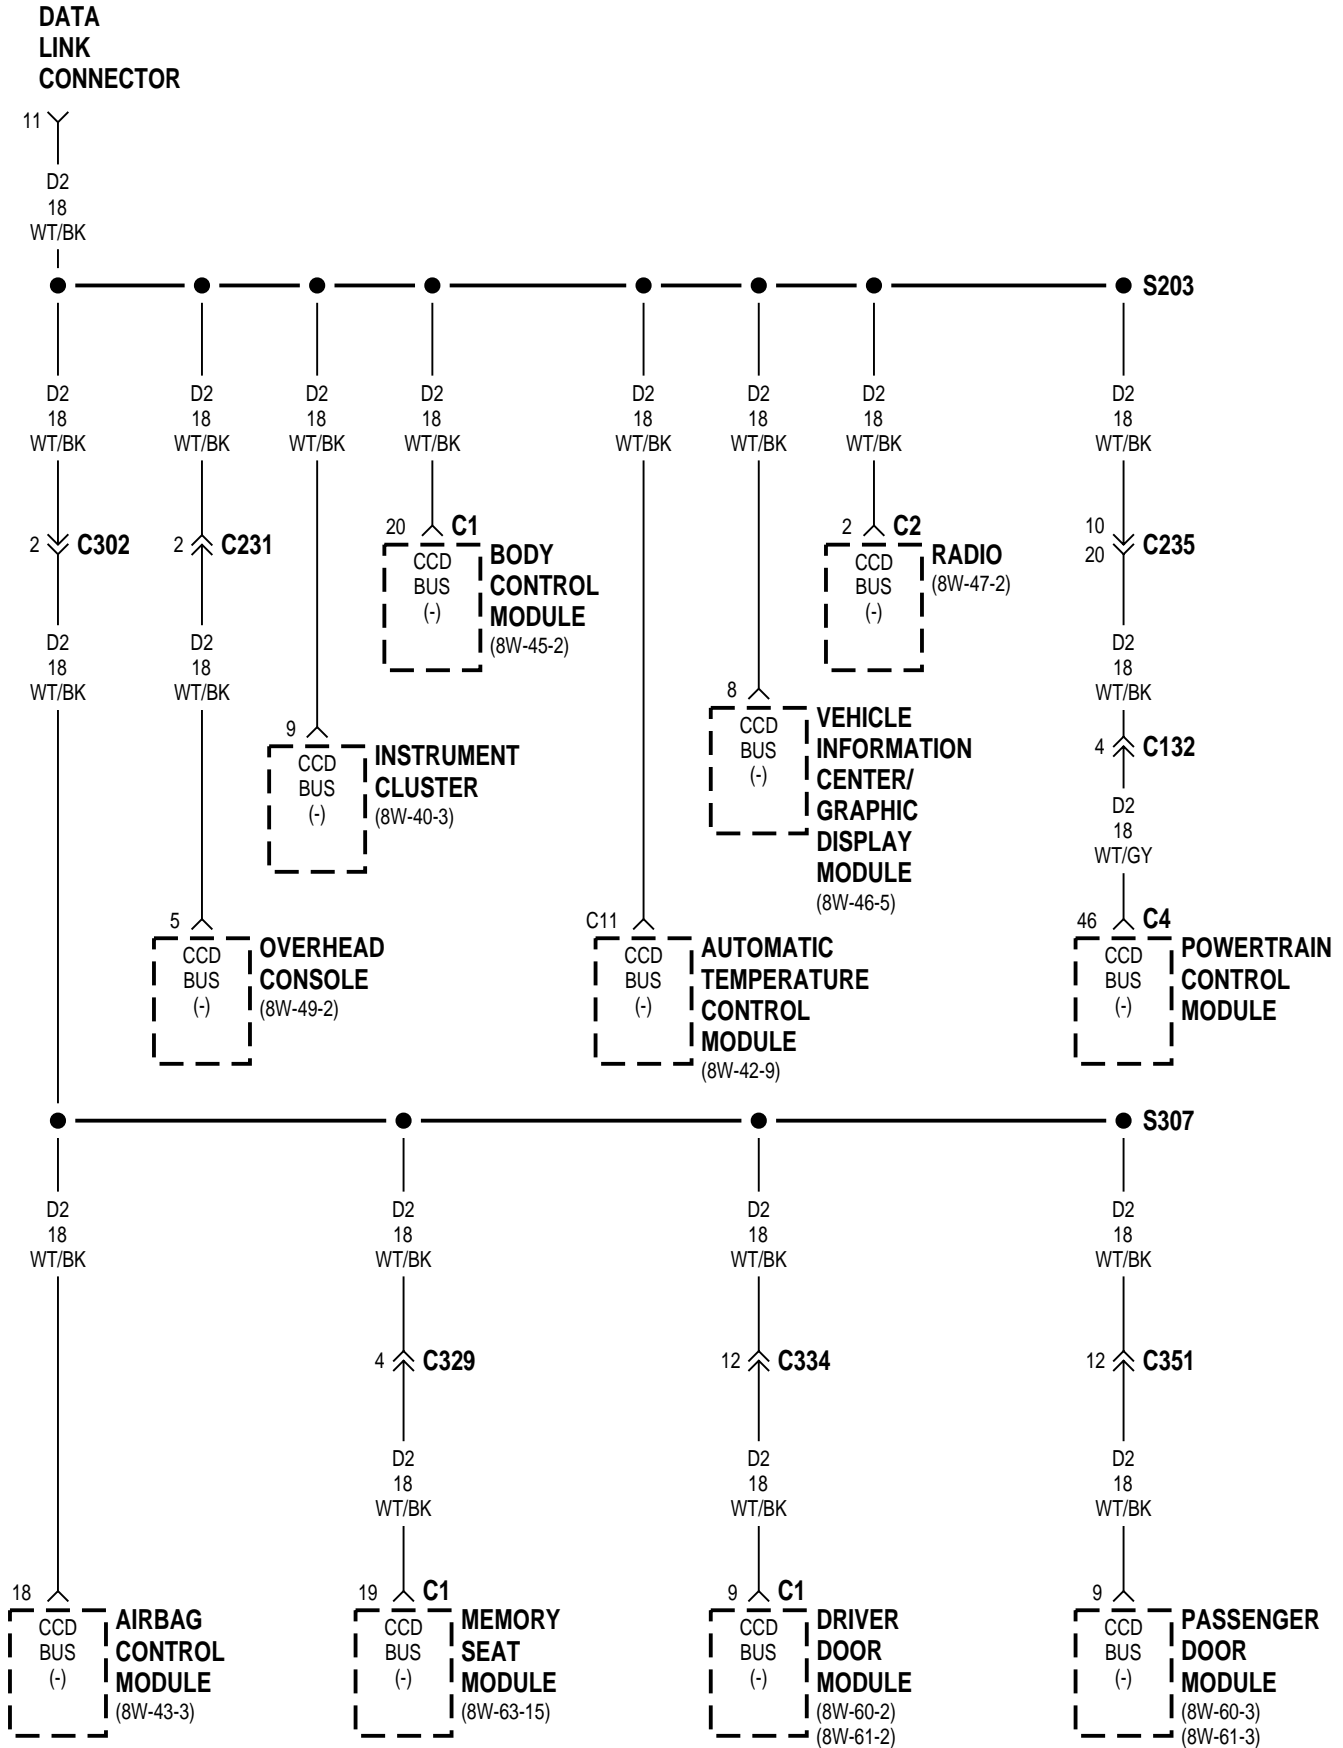 DATA
LINK
CONNECTOR
11
D2
18
WT/BK
S203
D2 D2 D2 D2 D2 D2 D2 D2
18 18 18 18 18 18 18 18
WT/BK WT/BK WT/BK WT/BK WT/BK WT/BK WT/BK WT/BK
2 C302
2 C231
20 C1
CCD
BUS
(-)
BODY
CONTROL
MODULE
(8W-45-2)
2 C2
CCD
BUS
(-)
RADIO
(8W-47-2)
10
20
C235
D2 D2 D2
18 18 18
WT/BK WT/BK WT/BK
9
CCD
BUS
(-)
INSTRUMENT
CLUSTER
(8W-40-3)
8
CCD
BUS
(-)
VEHICLE
INFORMATION
CENTER/
GRAPHIC
DISPLAY
MODULE
(8W-46-5)
4 C132
D2
18
WT/GY
5
CCD
BUS
(-)
OVERHEAD
CONSOLE
(8W-49-2)
C11
CCD
BUS
(-)
AUTOMATIC
TEMPERATURE
CONTROL
MODULE
(8W-42-9)
46 C4
CCD
BUS
(-)
POWERTRAIN
CONTROL
MODULE
S307
D2 D2 D2 D2
18 18 18 18
WT/BK WT/BK WT/BK WT/BK
4 C329
12 C334
12 C351
D2 D2 D2
18 18 18
WT/BK WT/BK WT/BK
18
CCD
BUS
(-)
AIRBAG
CONTROL
MODULE
(8W-43-3)
19 C1
CCD
BUS
(-)
MEMORY
SEAT
MODULE
(8W-63-15)
9 C1
CCD
BUS
(-)
DRIVER
DOOR
MODULE
(8W-60-2)
(8W-61-2)
9
CCD
BUS
(-)
PASSENGER
DOOR
MODULE
(8W-60-3)
(8W-61-3)